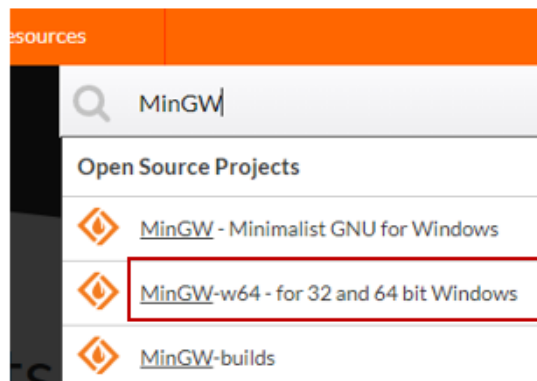 esources
MinGW
Open Source Projects
MinGW - Minimalist GNU for Windows
MinGW-w64 - for 32 and 64 bit Windows
MinGW-builds